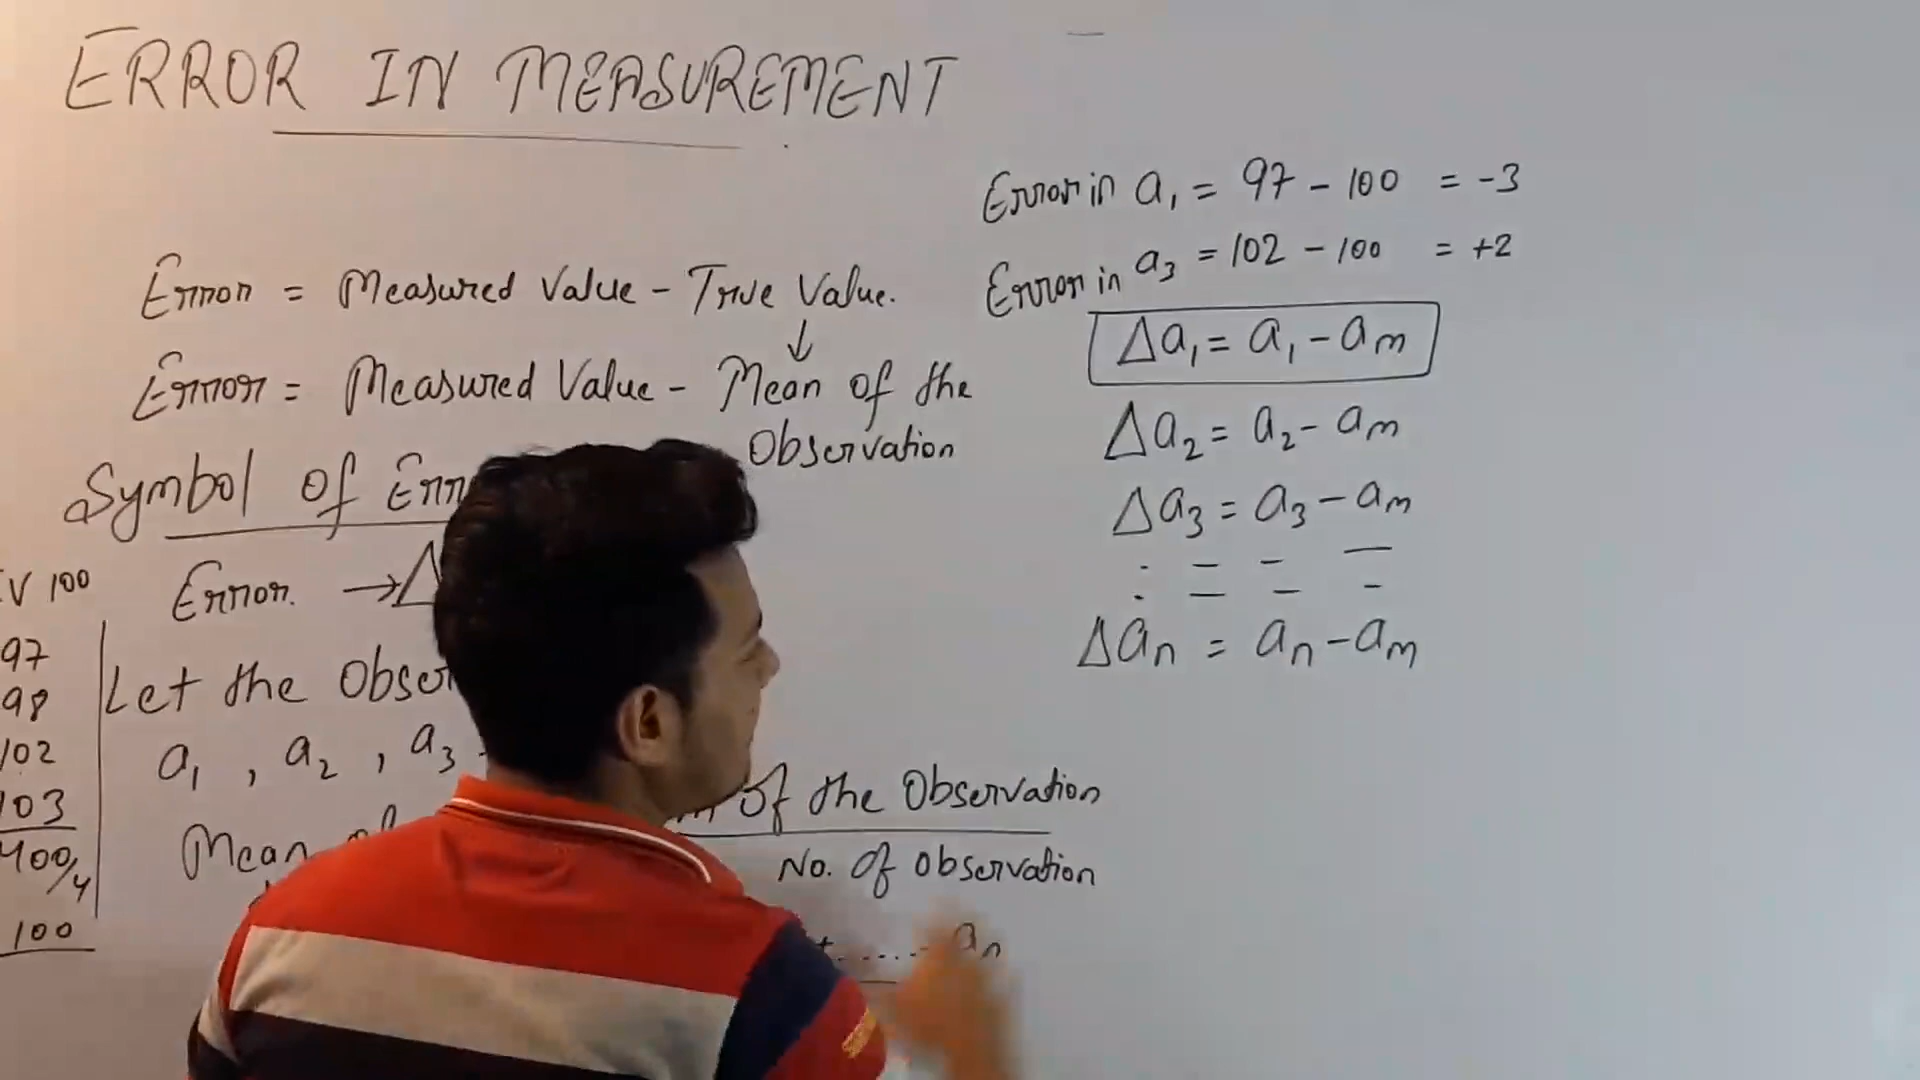 ERROR IN MEASUREMENT
Error = Measured Value - True Value.
↓
Error = Measured Value - Mean of the
Observation
Symbol of Err
Error. → Δ
V 100
97
98
102
103
400/4
100
Let the Obser
a₁ , a₂ , a₃
Mean of the Observation
No. of Observation
+ ..... aₙ
Error in a₁ = 97 - 100 = -3
Error in a₃ = 102 - 100 = +2
Δa₁ = a₁ - aₘ
Δa₂ = a₂ - aₘ
Δa₃ = a₃ - aₘ
: = - -
Δaₙ = aₙ - aₘ